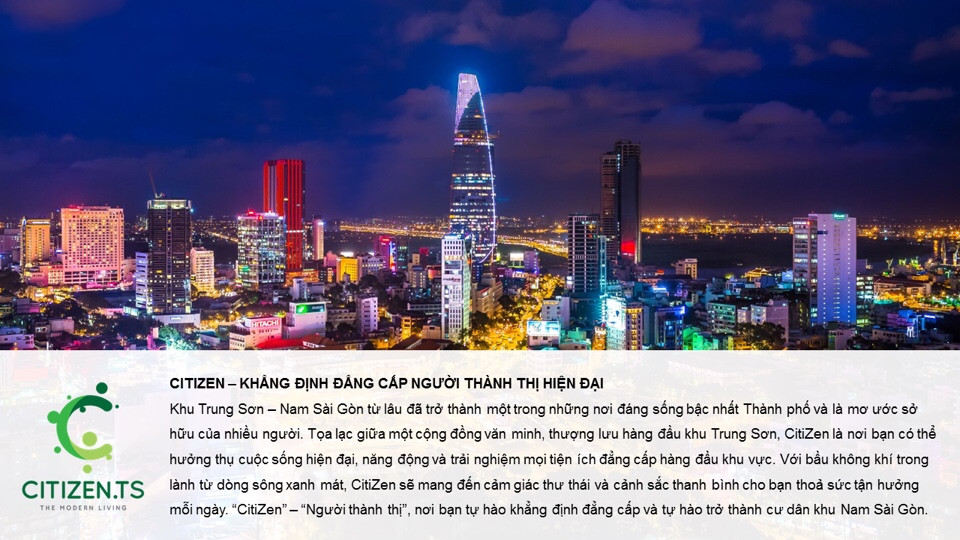 HITACHI
CITIZEN – KHẲNG ĐỊNH ĐẲNG CẤP NGƯỜI THÀNH THỊ HIỆN ĐẠI
Khu Trung Sơn – Nam Sài Gòn từ lâu đã trở thành một trong những nơi đáng sống bậc nhất Thành phố và là mơ ước sở
hữu của nhiều người. Tọa lạc giữa một cộng đồng văn minh, thượng lưu hàng đầu khu Trung Sơn, CitiZen là nơi bạn có thể
hưởng thụ cuộc sống hiện đại, năng động và trải nghiệm mọi tiện ích đẳng cấp hàng đầu khu vực. Với bầu không khí trong
lành từ dòng sông xanh mát, CitiZen sẽ mang đến cảm giác thư thái và cảnh sắc thanh bình cho bạn thoả sức tận hưởng
mỗi ngày. “CitiZen” – “Người thành thị”, nơi bạn tự hào khẳng định đẳng cấp và tự hào trở thành cư dân khu Nam Sài Gòn.
CITIZEN.TS
THE MODERN LIVING